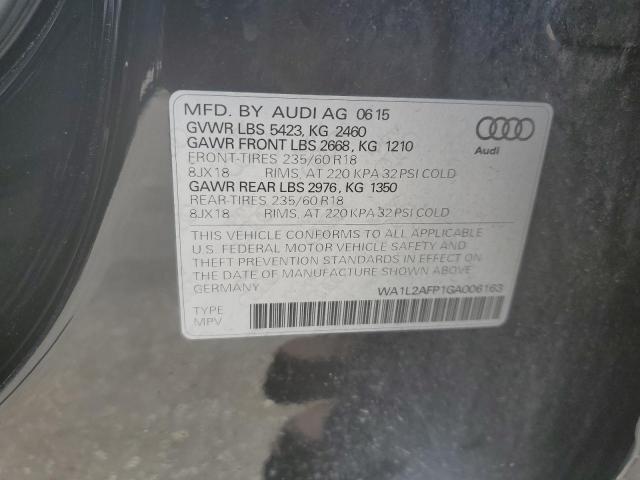 MFD. BY AUDI AG 06 15
GVWR LBS 5423, KG 2460
GAWR FRONT LBS 2668, KG 1210
FRONT-TIRES 235/60 R18
8JX18 RIMS, AT 220 KPA 32 PSI COLD
GAWR REAR LBS 2976, KG 1350
REAR-TIRES 235/60 R18
8JX18 RIMS, AT 220 KPA 32 PSI COLD
Audi
THIS VEHICLE CONFORMS TO ALL APPLICABLE
U.S. FEDERAL MOTOR VEHICLE SAFETY AND
THEFT PREVENTION STANDARDS IN EFFECT ON
THE DATE OF MANUFACTURE SHOWN ABOVE.
GERMANY
WA1L2AFP1GA006163
TYPE
MPV